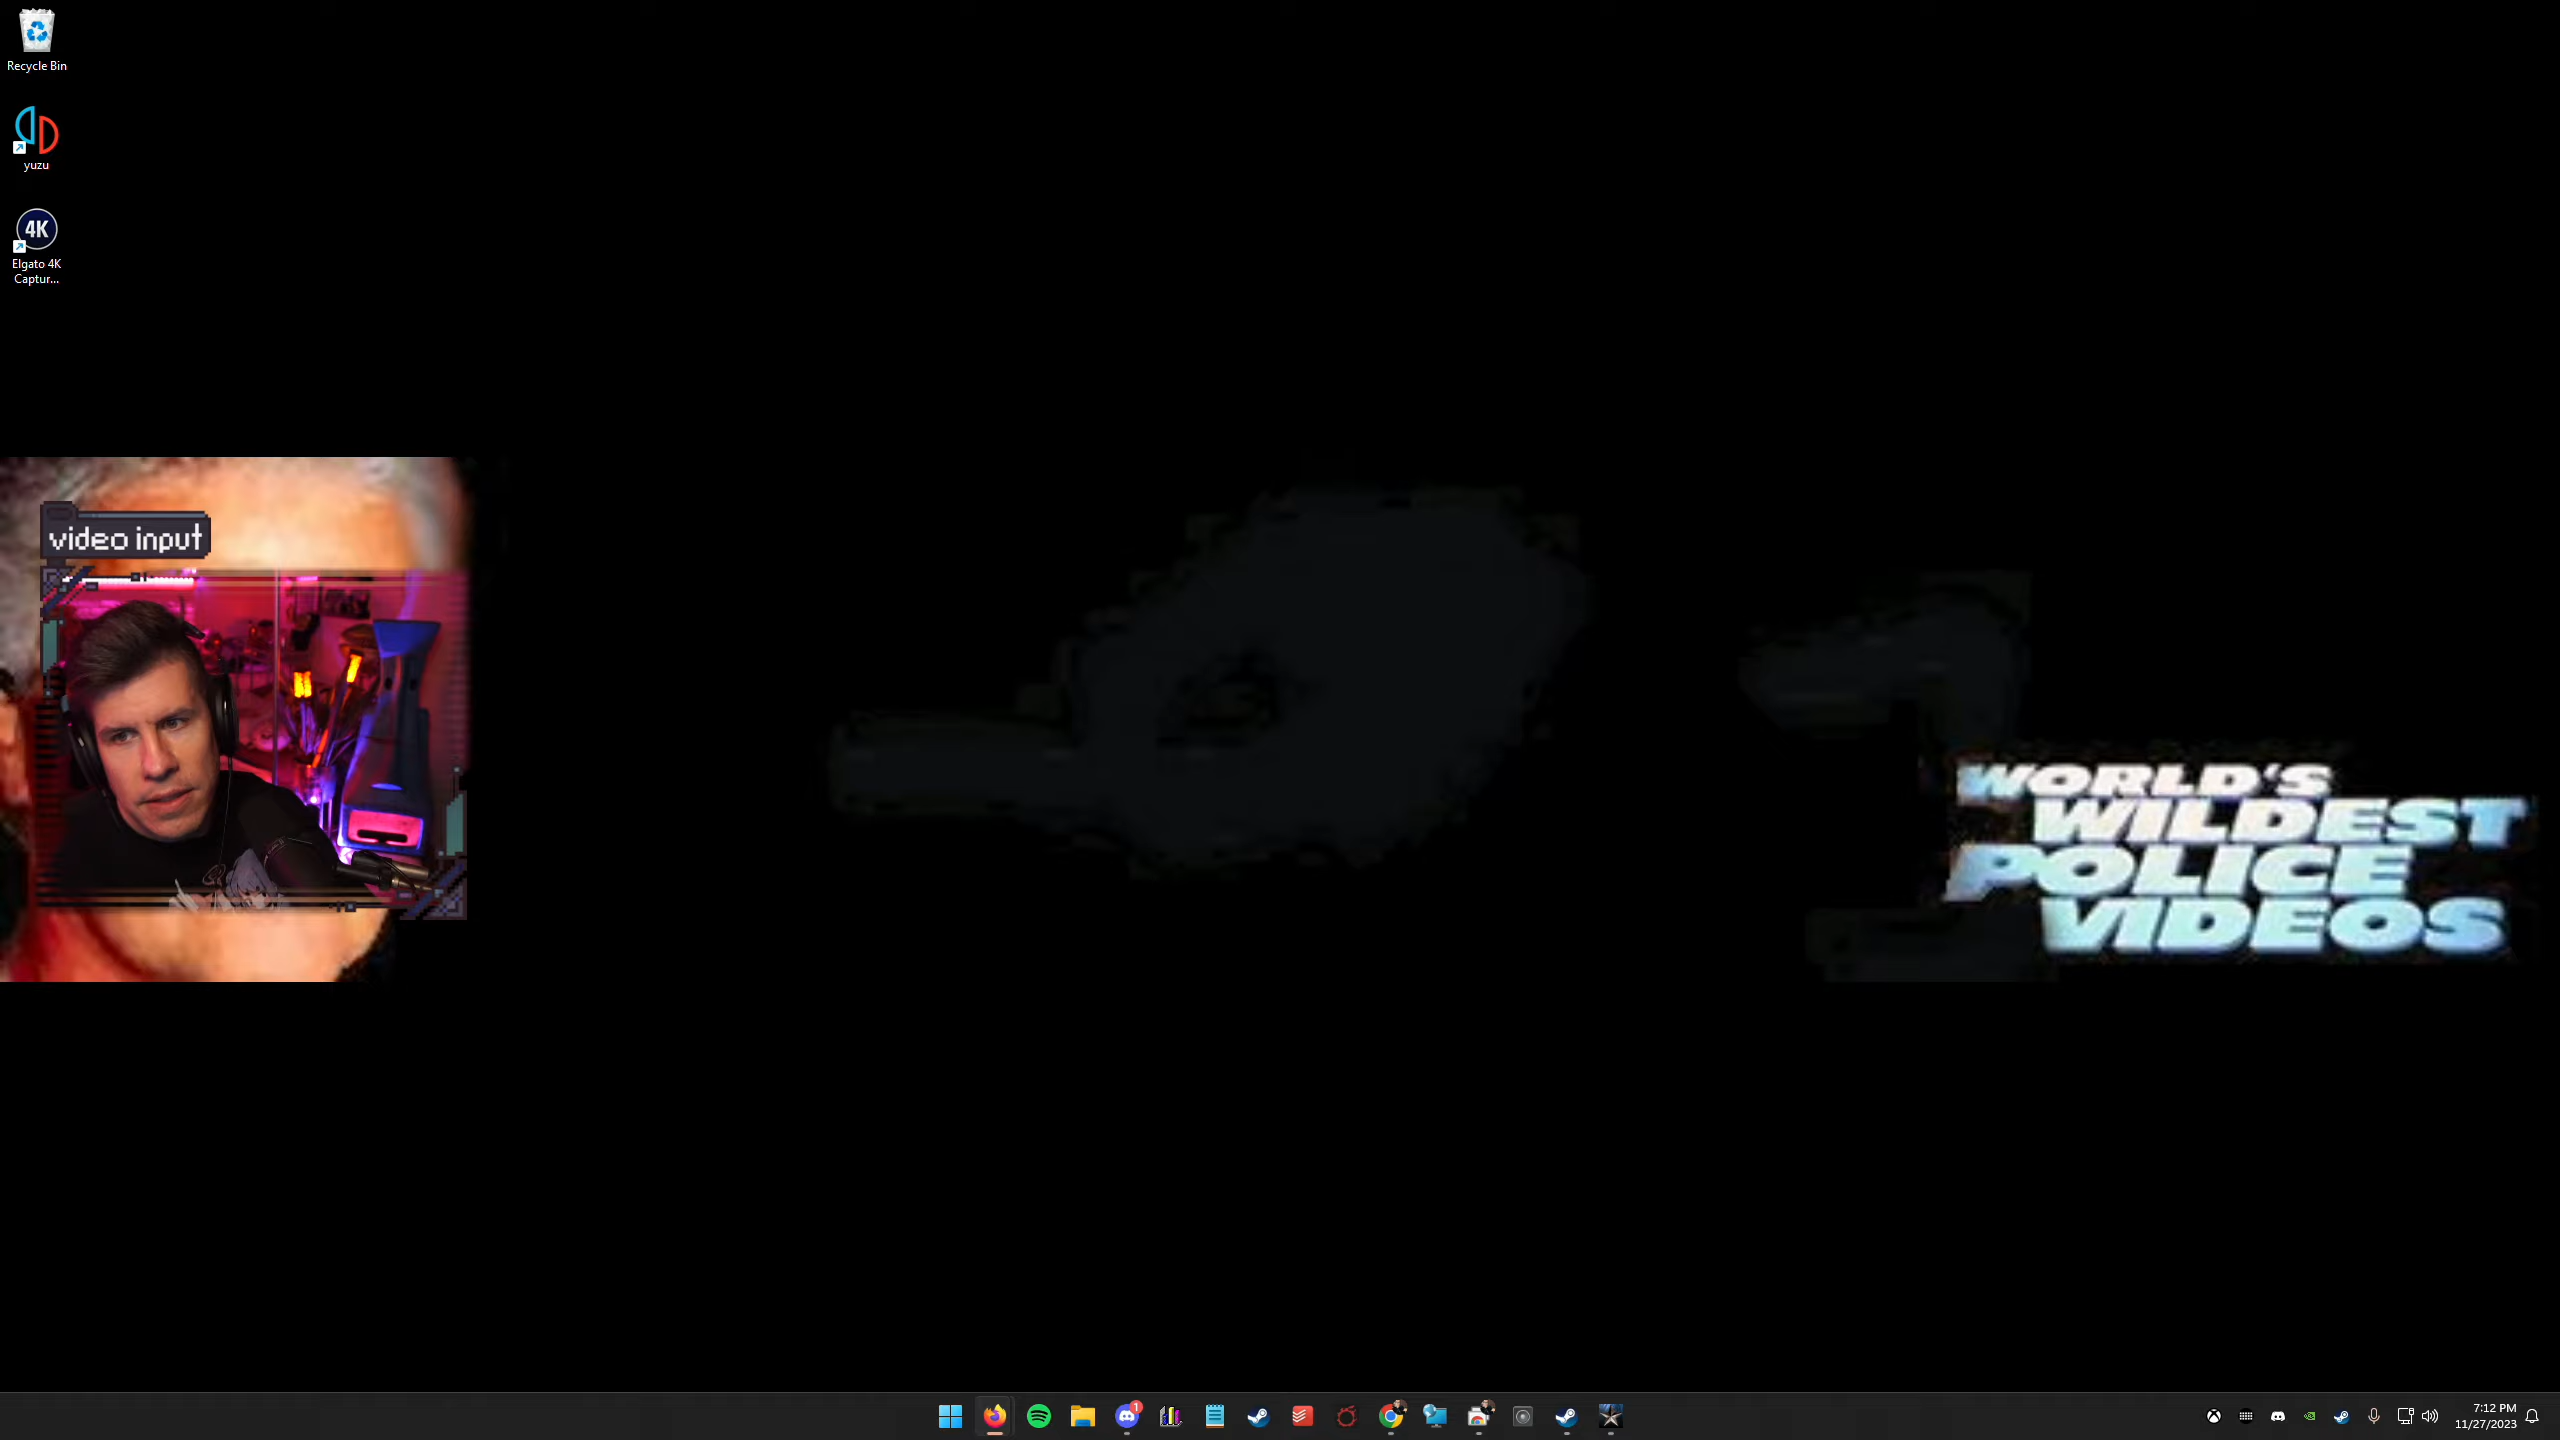 Recycle Bin
yuzu
4K
Elgato 4K
Captur...
video input
WORLD'S
WILDEST
POLICE
VIDEOS
1
7:12 PM
11/27/2023